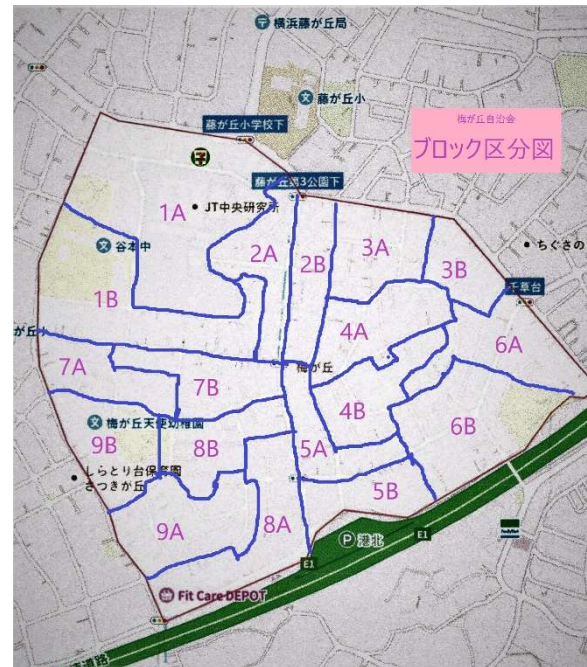 横浜藤が丘局
藤が丘小
梅が丘自治会
ブロック区分図
藤が丘小学校下
藤が丘第3公園下
1A
JT中央研究所
谷本中
2A
2B
3A
3B
ちぐさの
千草台
1B
4A
6A
が丘小
梅が丘
7A
7B
4B
梅が丘天使幼稚園
9B
8B
5A
6B
しらとり台保育園
さつきが丘
5B
9A
8A
P 港北
E1
E1
Fit Care DEPOT